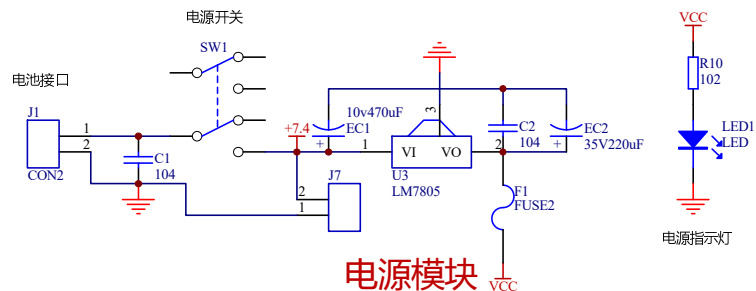 电源开关
VCC
SW1
R10
102
电池接口
J1
1
2
CON2
C1
104
+7.4
10v470uF
EC1
+
1
3
VI
VO
U3
LM7805
2
C2
104
EC2
35V220uF
+
LED1
LED
J7
2
1
F1
FUSE2
电源指示灯
电源模块
VCC